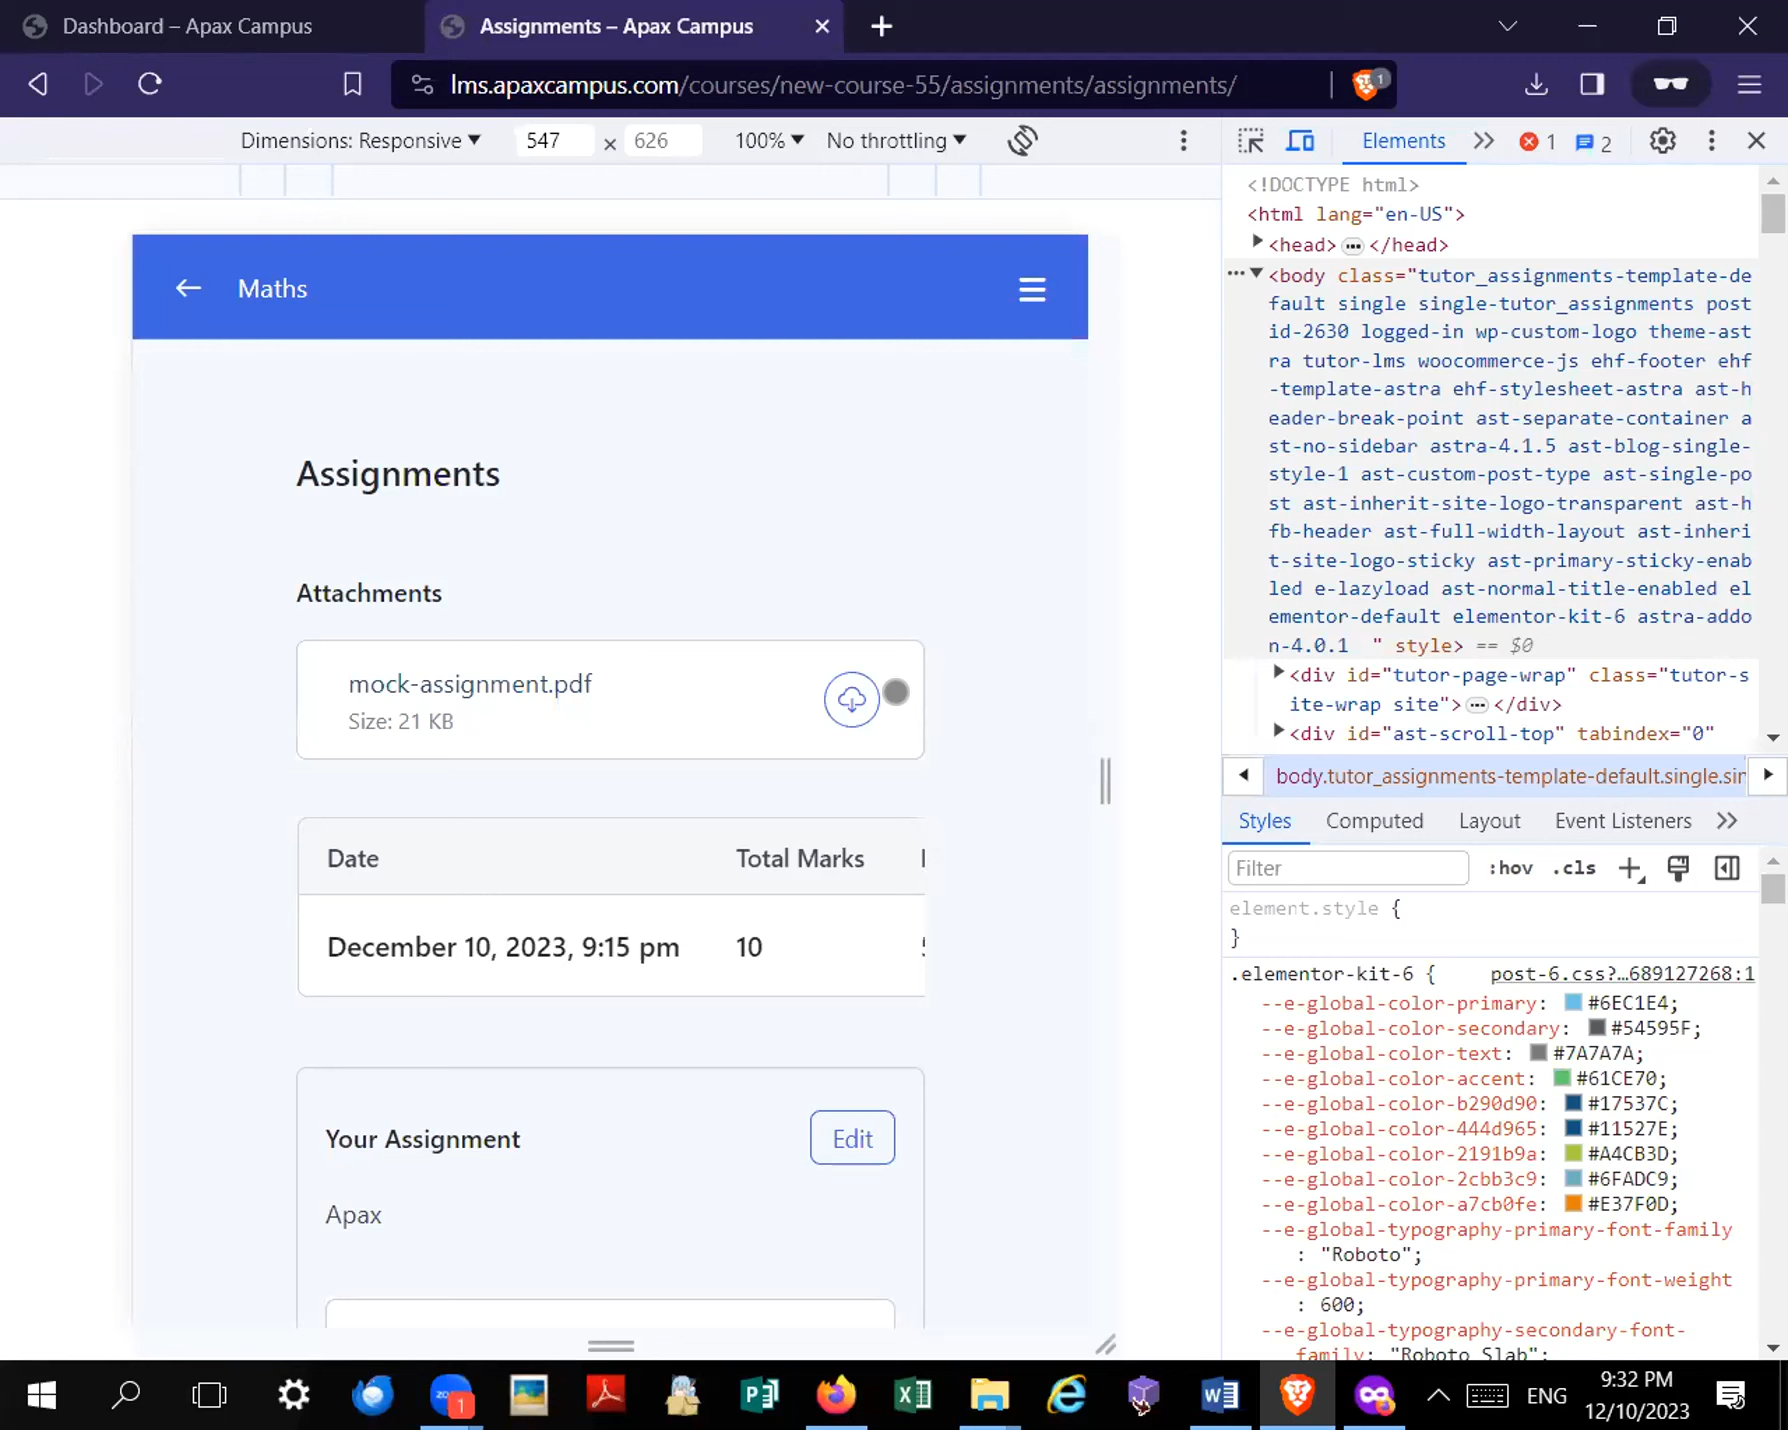 Dashboard – Apax Campus
Assignments – Apax Campus
lms.apaxcampus.com/courses/new-course-55/assignments/assignments/
1
Dimensions: Responsive
547 × 626
100%
No throttling
Elements
1
2
Maths
Assignments
Attachments
mock-assignment.pdf
Size: 21 KB
Date
Total Marks
December 10, 2023, 9:15 pm
10
Your Assignment
Edit
Apax
<!DOCTYPE html>
<html lang="en-US">
<head> </head>
<body class="tutor_assignments-template-de
fault single single-tutor_assignments post
id-2630 logged-in wp-custom-logo theme-ast
ra tutor-lms woocommerce-js ehf-footer ehf
-template-astra ehf-stylesheet-astra ast-h
eader-break-point ast-separate-container a
st-no-sidebar astra-4.1.5 ast-blog-single-
style-1 ast-custom-post-type ast-single-po
st ast-inherit-site-logo-transparent ast-h
fb-header ast-full-width-layout ast-inheri
t-site-logo-sticky ast-primary-sticky-enab
led e-lazyload ast-normal-title-enabled el
ementor-default elementor-kit-6 astra-addo
n-4.0.1 " style> == $0
<div id="tutor-page-wrap" class="tutor-s
ite-wrap site"> </div>
<div id="ast-scroll-top" tabindex="0"
body.tutor_assignments-template-default.single.sin
Styles
Computed
Layout
Event Listeners
Filter
:hov
.cls
element.style {
}
.elementor-kit-6 { post-6.css?…689127268:1
--e-global-color-primary: #6EC1E4;
--e-global-color-secondary: #54595F;
--e-global-color-text: #7A7A7A;
--e-global-color-accent: #61CE70;
--e-global-color-b290d90: #17537C;
--e-global-color-444d965: #11527E;
--e-global-color-2191b9a: #A4CB3D;
--e-global-color-2cbb3c9: #6FADC9;
--e-global-color-a7cb0fe: #E37F0D;
--e-global-typography-primary-font-family
: "Roboto";
--e-global-typography-primary-font-weight
: 600;
--e-global-typography-secondary-font-
family: "Roboto Slab";
1
ENG
9:32 PM
12/10/2023